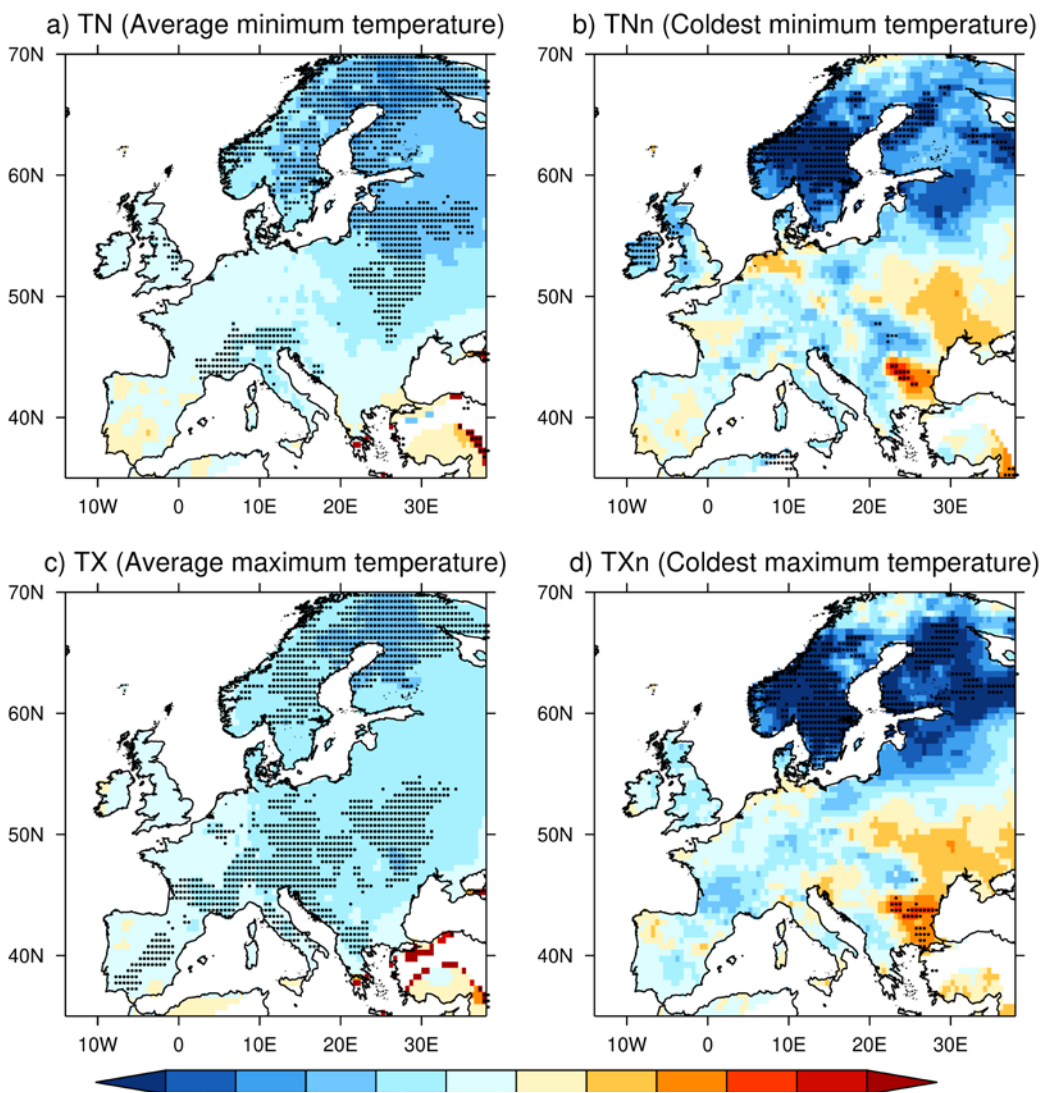 a) TN (Average minimum temperature)
b) TNn (Coldest minimum temperature)
70N
60N
50N
40N
10W 0 10E 20E 30E
70N
60N
50N
40N
10W 0 10E 20E 30E
c) TX (Average maximum temperature)
d) TXn (Coldest maximum temperature)
70N
60N
50N
40N
10W 0 10E 20E 30E
70N
60N
50N
40N
10W 0 10E 20E 30E